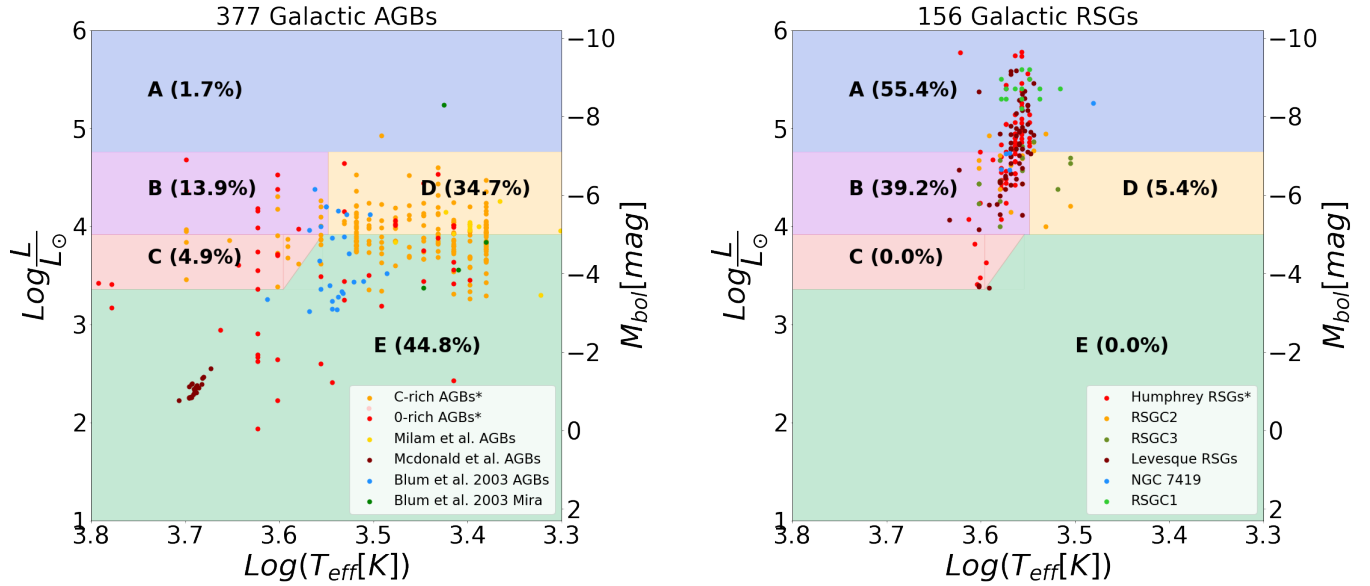 377 Galactic AGBs
6
5
4
3
2
1
Log L/L⊙
A (1.7%)
B (13.9%)
D (34.7%)
C (4.9%)
E (44.8%)
C-rich AGBs*
0-rich AGBs*
Milam et al. AGBs
Mcdonald et al. AGBs
Blum et al. 2003 AGBs
Blum et al. 2003 Mira
−10
−8
−6
−4
−2
0
2
M_bol[mag]
3.8 3.7 3.6 3.5 3.4 3.3
Log(T_eff[K])
156 Galactic RSGs
6
5
4
3
2
1
Log L/L⊙
A (55.4%)
B (39.2%)
D (5.4%)
C (0.0%)
E (0.0%)
Humphrey RSGs*
RSGC2
RSGC3
Levesque RSGs
NGC 7419
RSGC1
−10
−8
−6
−4
−2
0
2
M_bol[mag]
3.8 3.7 3.6 3.5 3.4 3.3
Log(T_eff[K])